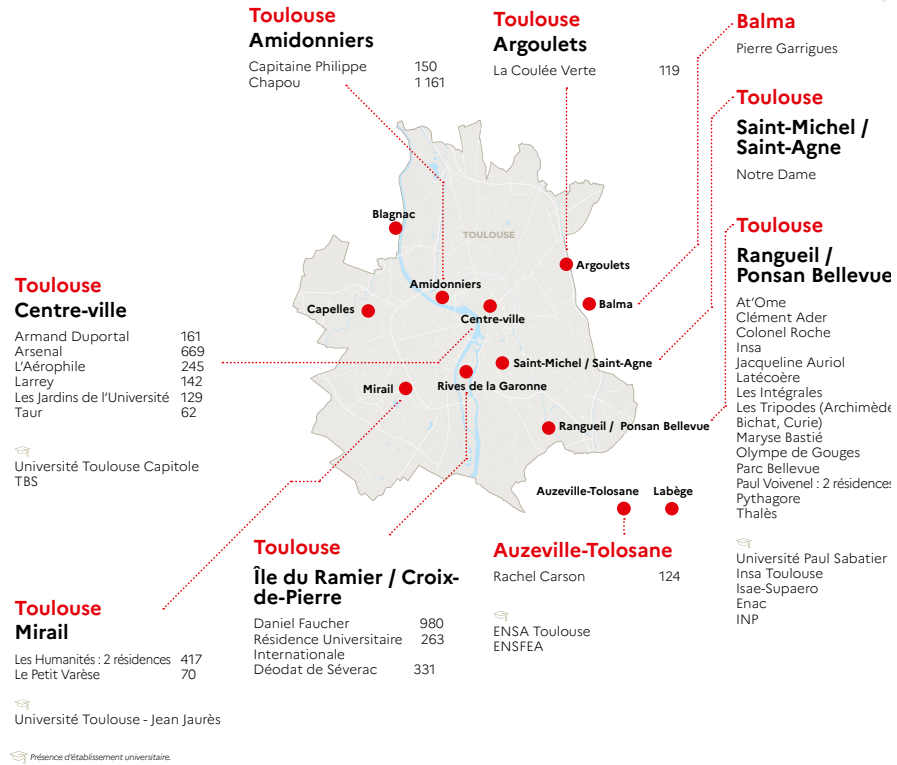 Toulouse
Amidonniers
Capitaine Philippe 150
Chapou 1 161
Toulouse
Argoulets
La Coulée Verte 119
Balma
Pierre Garrigues
Toulouse
Saint-Michel /
Saint-Agne
Notre Dame
Toulouse
Rangueil /
Ponsan Bellevue
At’Ome
Clément Ader
Colonel Roche
Insa
Jacqueline Auriol
Latécoère
Les Intégrales
Les Tripodes (Archimède
Bichat, Curie)
Maryse Bastié
Olympe de Gouges
Parc Bellevue
Paul Voivenel : 2 résidences
Pythagore
Thalès
Université Paul Sabatier
Insa Toulouse
Isae-Supaero
Enac
INP
Blagnac
TOULOUSE
Argoulets
Amidonniers
Balma
Capelles
Centre-ville
Saint-Michel / Saint-Agne
Mirail
Rives de la Garonne
Rangueil / Ponsan Bellevue
Auzeville-Tolosane
Labège
Toulouse
Centre-ville
Armand Duportal 161
Arsenal 669
L’Aérophile 245
Larrey 142
Les Jardins de l’Université 129
Taur 62
Université Toulouse Capitole
TBS
Toulouse
Île du Ramier / Croix-
de-Pierre
Daniel Faucher 980
Résidence Universitaire 263
Internationale
Déodat de Séverac 331
Auzeville-Tolosane
Rachel Carson 124
ENSA Toulouse
ENSFEA
Toulouse
Mirail
Les Humanités : 2 résidences 417
Le Petit Varèse 70
Université Toulouse - Jean Jaurès
Présence d’établissement universitaire.